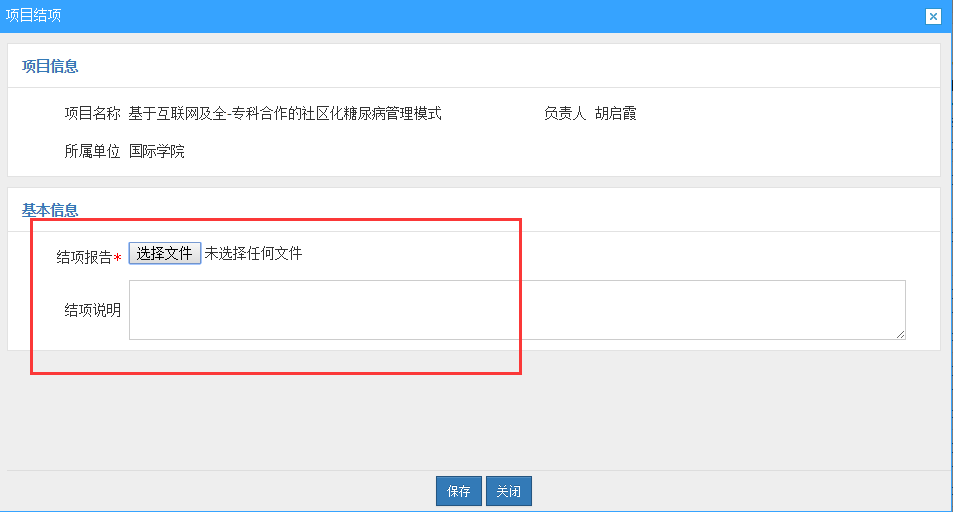 项目结项
项目信息
项目名称 基于互联网及全-专科合作的社区化糖尿病管理模式 负责人 胡启霞
所属单位 国际学院
基本信息
结项报告* 选择文件 未选择任何文件
结项说明
保存 关闭